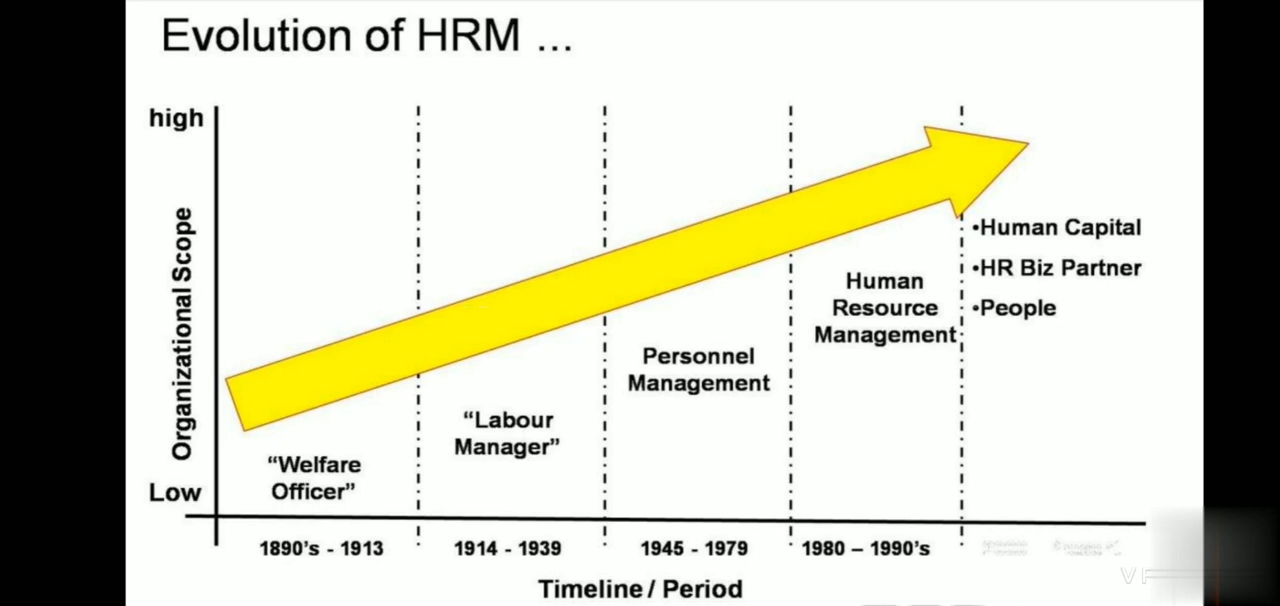 Evolution of HRM ...
high
Organizational Scope
Low
“Welfare
Officer”
“Labour
Manager”
Personnel
Management
Human
Resource
Management
•Human Capital
•HR Biz Partner
•People
1890’s - 1913
1914 - 1939
1945 - 1979
1980 – 1990’s
Timeline / Period